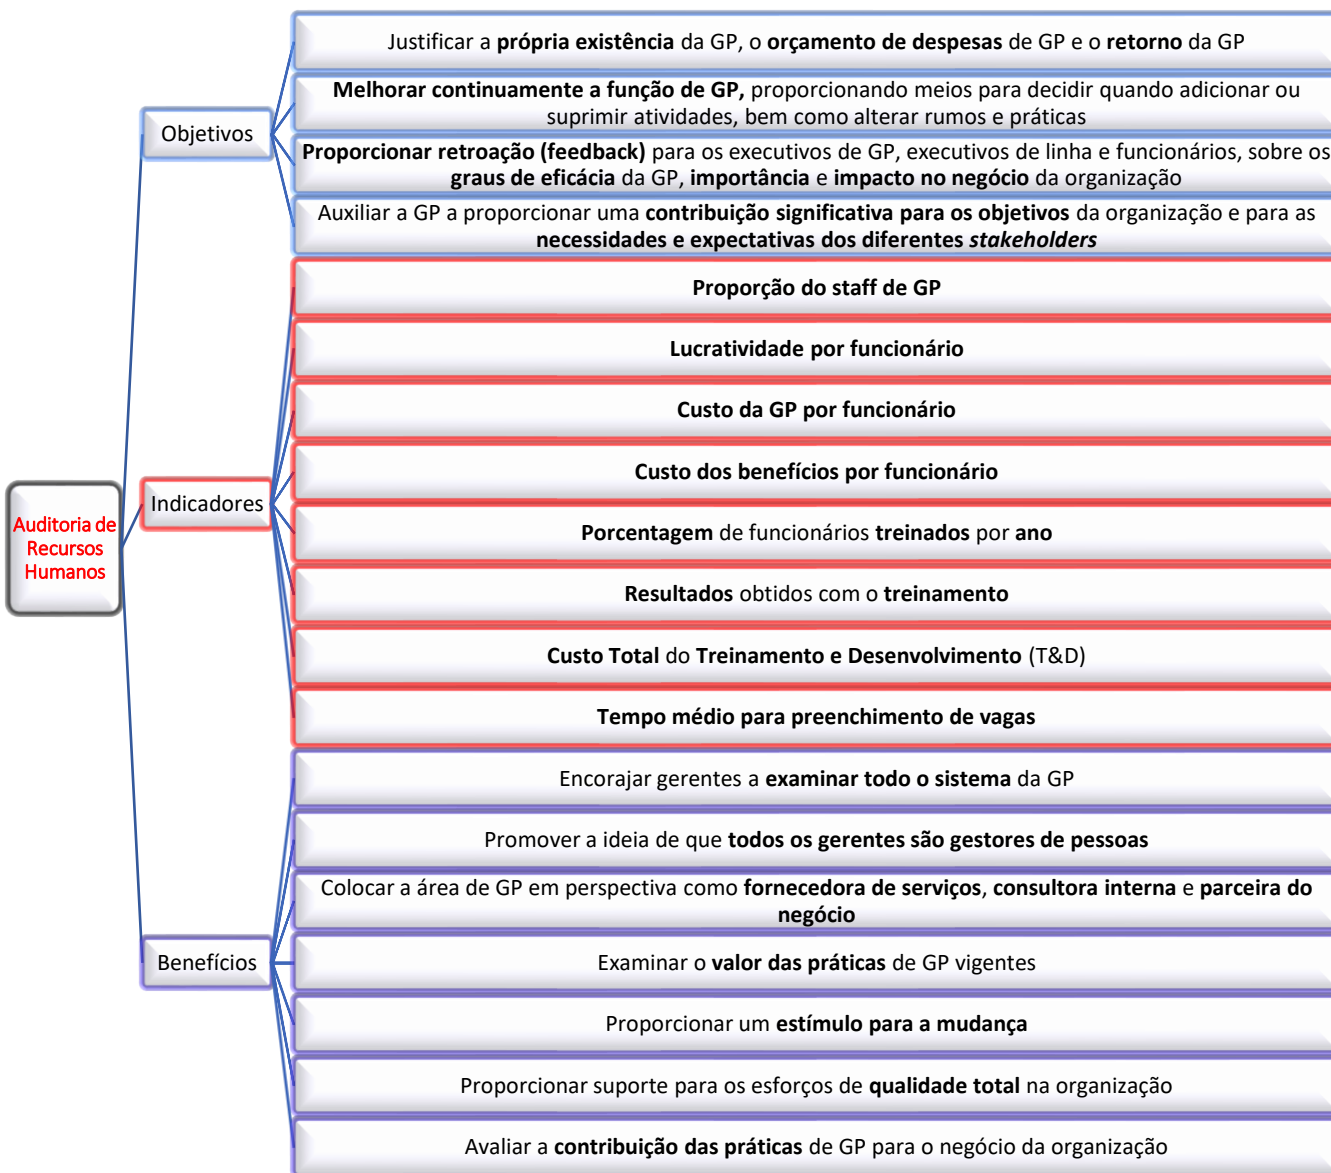 Auditoria de
Recursos
Humanos
Objetivos
Justificar a própria existência da GP, o orçamento de despesas de GP e o retorno da GP
Melhorar continuamente a função de GP, proporcionando meios para decidir quando adicionar ou
suprimir atividades, bem como alterar rumos e práticas
Proporcionar retroação (feedback) para os executivos de GP, executivos de linha e funcionários, sobre os
graus de eficácia da GP, importância e impacto no negócio da organização
Auxiliar a GP a proporcionar uma contribuição significativa para os objetivos da organização e para as
necessidades e expectativas dos diferentes stakeholders
Indicadores
Proporção do staff de GP
Lucratividade por funcionário
Custo da GP por funcionário
Custo dos benefícios por funcionário
Porcentagem de funcionários treinados por ano
Resultados obtidos com o treinamento
Custo Total do Treinamento e Desenvolvimento (T&D)
Tempo médio para preenchimento de vagas
Benefícios
Encorajar gerentes a examinar todo o sistema da GP
Promover a ideia de que todos os gerentes são gestores de pessoas
Colocar a área de GP em perspectiva como fornecedora de serviços, consultora interna e parceira do
negócio
Examinar o valor das práticas de GP vigentes
Proporcionar um estímulo para a mudança
Proporcionar suporte para os esforços de qualidade total na organização
Avaliar a contribuição das práticas de GP para o negócio da organização